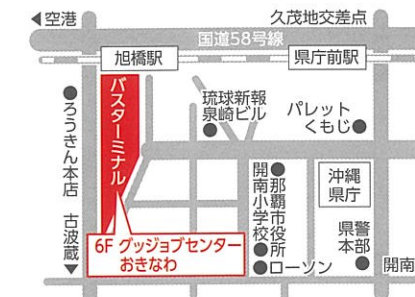 ◀空港
久茂地交差点
国道58号線
旭橋駅
県庁前駅
バスターミナル
琉球新報
泉崎ビル
パレット
くもじ●
●ろうきん本店
古波蔵▼
開南小学校●
●那覇市役所
沖縄
県庁
県警
本部
●
6F グッジョブセンター
おきなわ
●ローソン
開南